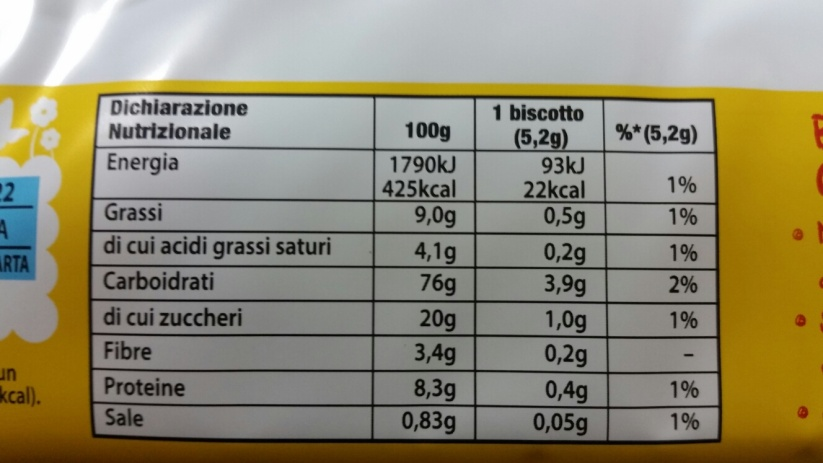 Dichiarazione Nutrizionale 100g 1 biscotto (5,2g) %*(5,2g)
Energia 1790kJ 425kcal 93kJ 22kcal 1%
Grassi 9,0g 0,5g 1%
di cui acidi grassi saturi 4,1g 0,2g 1%
Carboidrati 76g 3,9g 2%
di cui zuccheri 20g 1,0g 1%
Fibre 3,4g 0,2g –
Proteine 8,3g 0,4g 1%
Sale 0,83g 0,05g 1%
kcal).